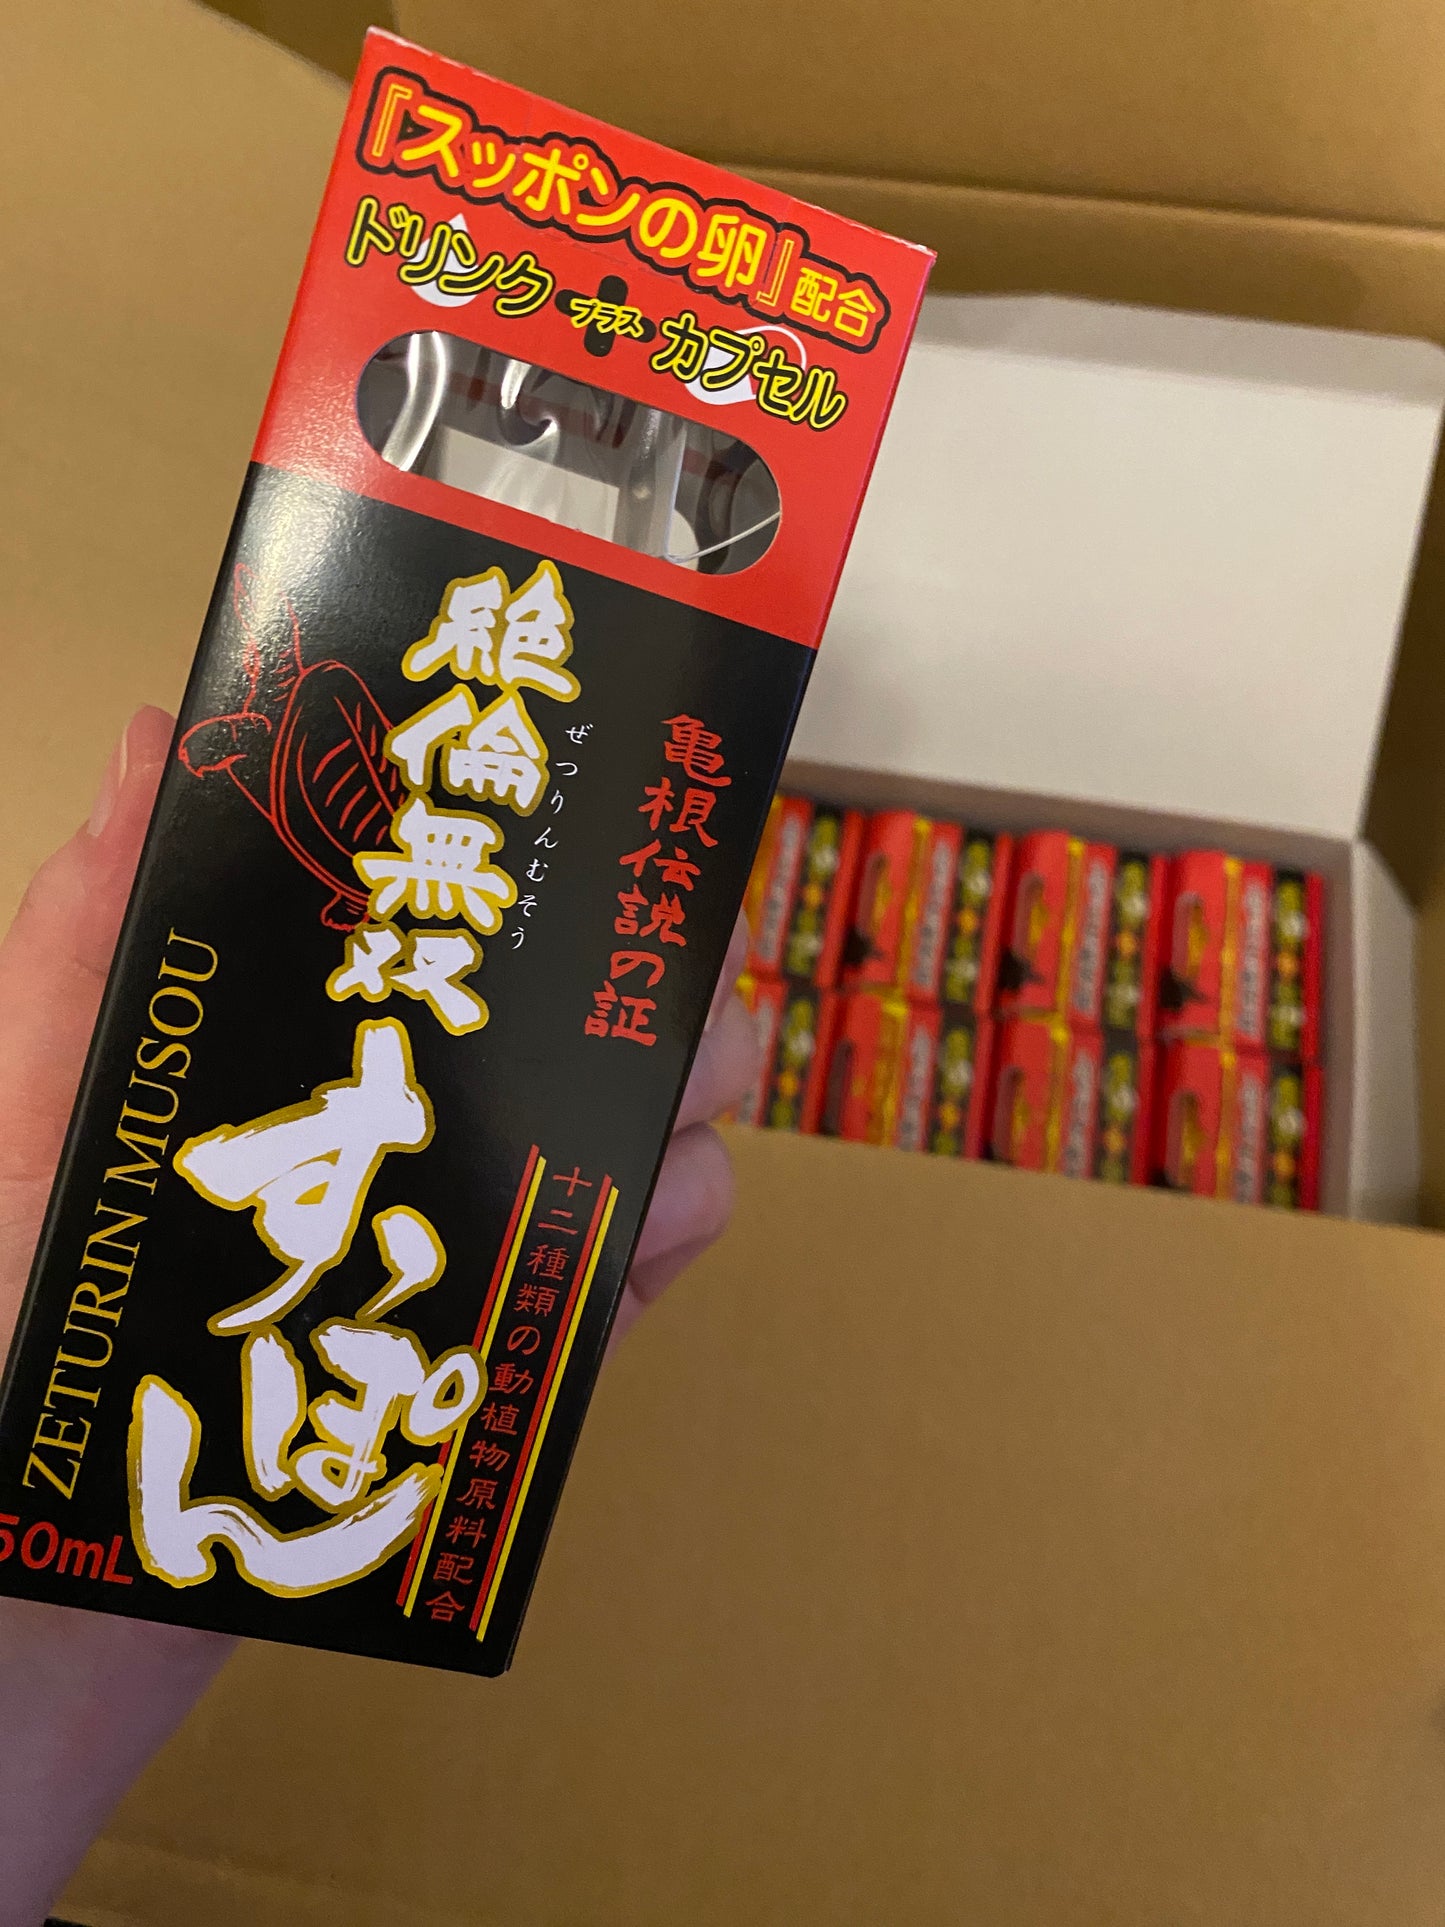 『スッポンの卵』配合
ドリンク
プラス
カプセル
絶倫無双
ぜつりんむそう
すっぽん
亀根伝説の証
十二種類の動植物原料配合
ZETURIN MUSOU
50mL